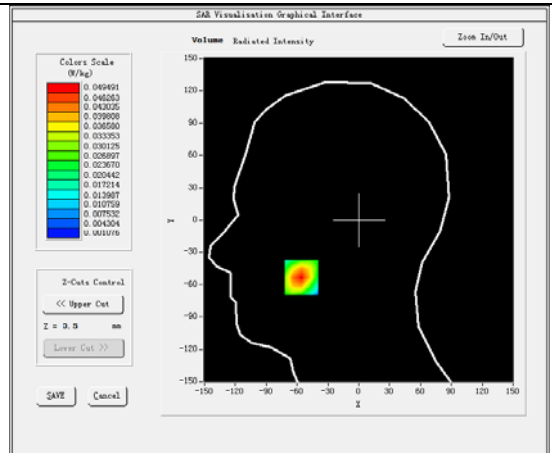 SAR Visualisation Graphical Interface
Colors Scale
(W/kg)
0.049491
0.046263
0.043035
0.039808
0.036580
0.033353
0.030125
0.026897
0.023670
0.020442
0.017214
0.013987
0.010759
0.007532
0.004304
0.001076
Z-Cuts Control
<< Upper Cut
Z = 3.5 mm
Lower Cut >>
SAVE
Cancel
Volume Radiated Intensity
Zoom In/Out
150
120
90
60
30
0
-30
-60
-90
-120
-150
Y
-150 -120 -90 -60 -30 0 30 60 90 120 150